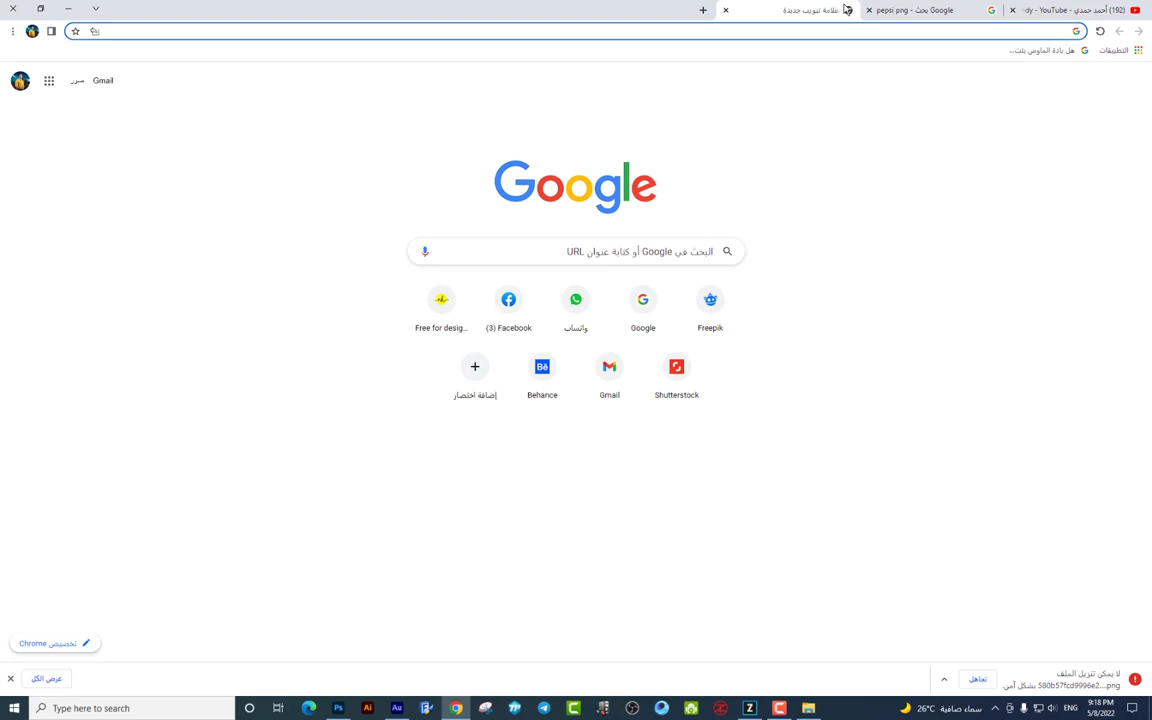 علامة تبويب جديدة
pepsi png - بحث Google
(192) أحمد حمدي - YouTube - dy
هل بادة الماوس بتت...
التطبيقات
Gmail
صور
Google
البحث في Google أو كتابة عنوان URL
Free for desig...
(3) Facebook
واتساب
Google
Freepik
إضافة اختصار
Behance
Gmail
Shutterstock
تخصيص Chrome
عرض الكل
تجاهل
لا يمكن تنزيل الملف
580b57fcd9996e2....png بشكل آمن.
Type here to search
26°C سماء صافية
ENG
9:18 PM
5/8/2022